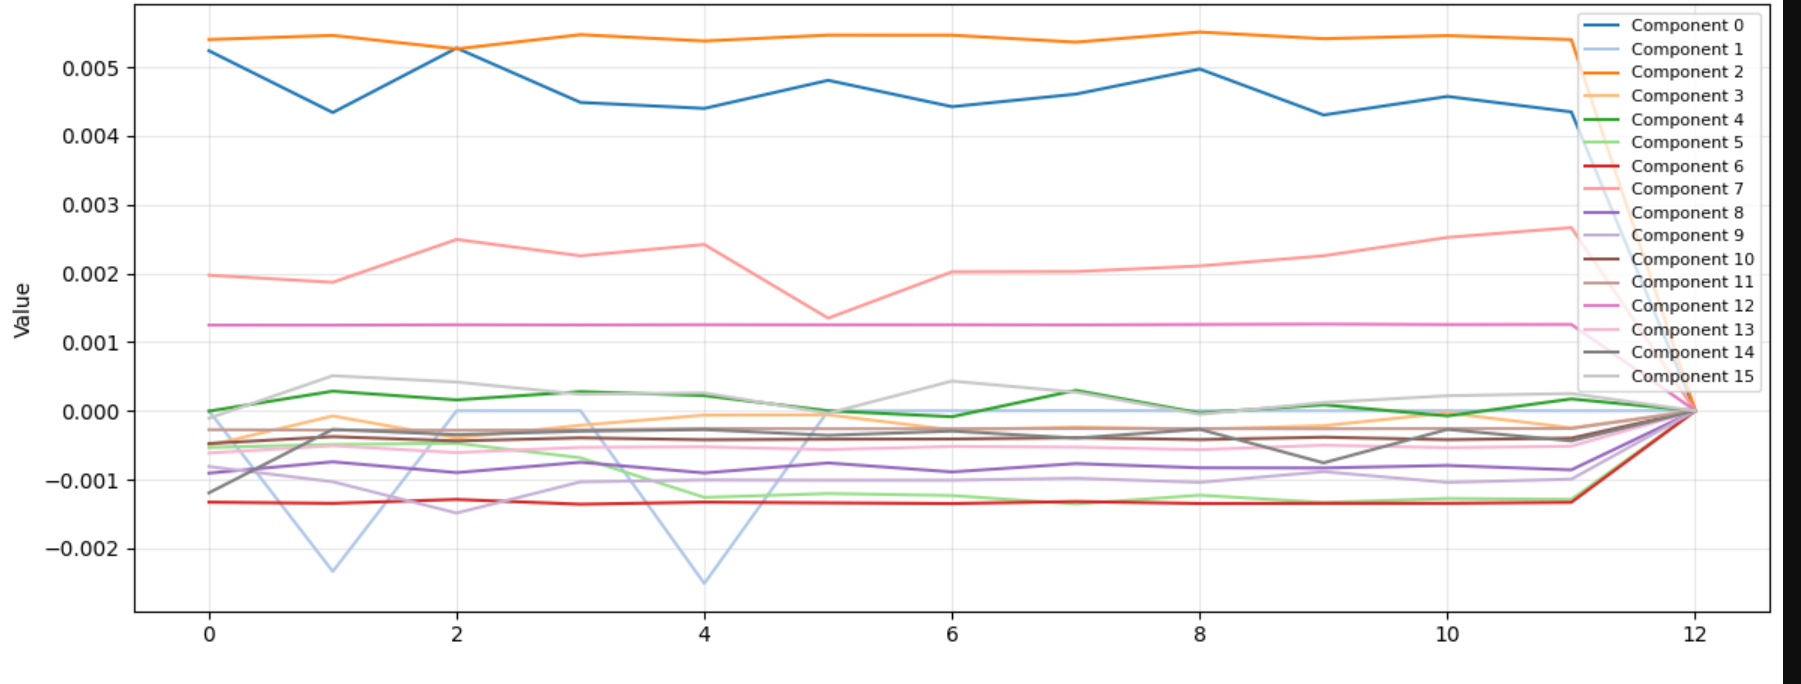 Value
0.005
0.004
0.003
0.002
0.001
0.000
−0.001
−0.002
0 2 4 6 8 10 12
Component 0
Component 1
Component 2
Component 3
Component 4
Component 5
Component 6
Component 7
Component 8
Component 9
Component 10
Component 11
Component 12
Component 13
Component 14
Component 15